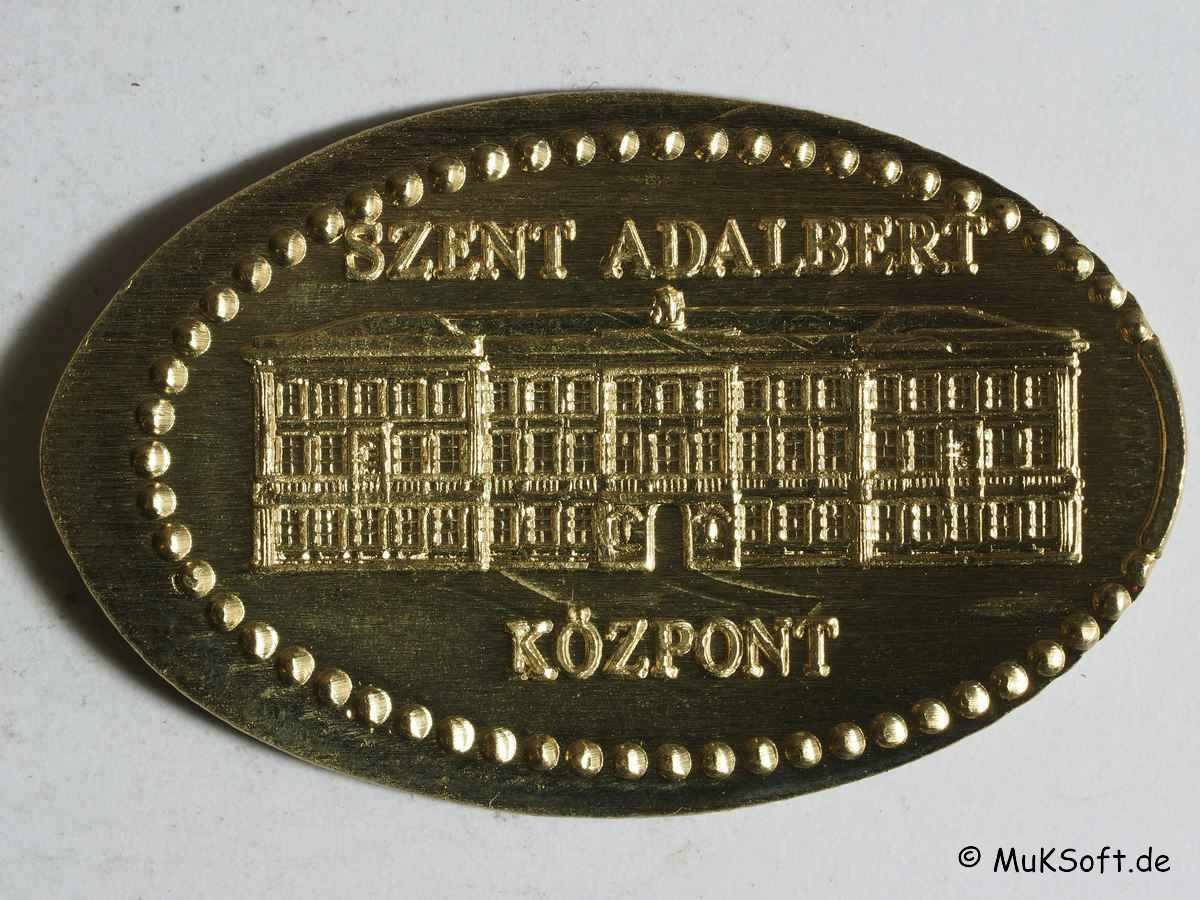 SZENT ADALBERT
KÖZPONT
© MuKSoft.de